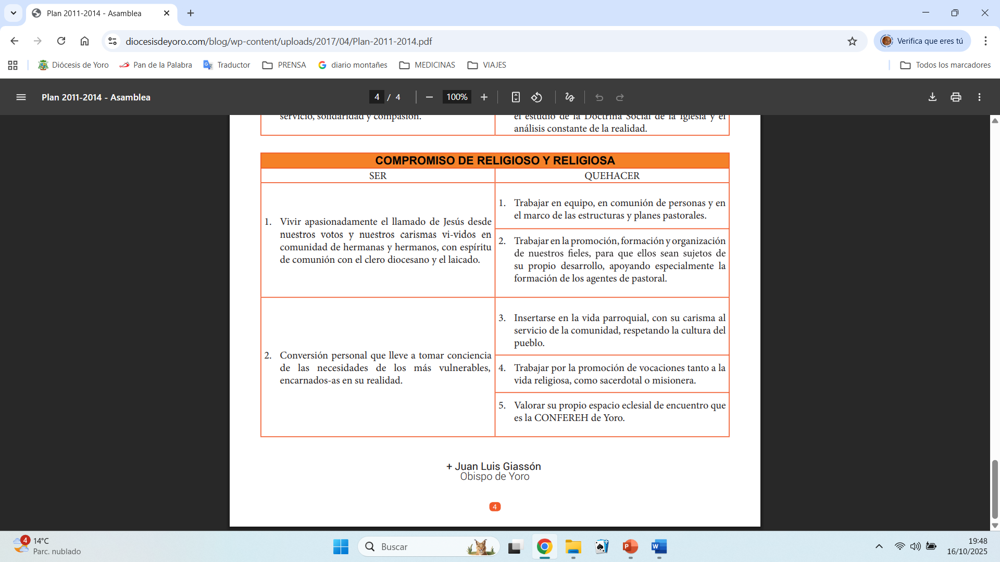 Plan 2011-2014 - Asamblea
diocesisdeyoro.com/blog/wp-content/uploads/2017/04/Plan-2011-2014.pdf
Verifica que eres tú
Diócesis de Yoro
Pan de la Palabra
Traductor
PRENSA
diario montañes
MEDICINAS
VIAJES
Todos los marcadores
Plan 2011-2014 - Asamblea
4 / 4
100%
servicio, solidaridad y compasión.
el estudio de la Doctrina Social de la Iglesia y el
análisis constante de la realidad.
COMPROMISO DE RELIGIOSO Y RELIGIOSA
SER
QUEHACER
1. Vivir apasionadamente el llamado de Jesús desde
nuestros votos y nuestros carismas vi-vidos en
comunidad de hermanas y hermanos, con espíritu
de comunión con el clero diocesano y el laicado.
1. Trabajar en equipo, en comunión de personas y en
el marco de las estructuras y planes pastorales.
2. Trabajar en la promoción, formación y organización
de nuestros fieles, para que ellos sean sujetos de
su propio desarrollo, apoyando especialmente la
formación de los agentes de pastoral.
2. Conversión personal que lleve a tomar conciencia
de las necesidades de los más vulnerables,
encarnados-as en su realidad.
3. Insertarse en la vida parroquial, con su carisma al
servicio de la comunidad, respetando la cultura del
pueblo.
4. Trabajar por la promoción de vocaciones tanto a la
vida religiosa, como sacerdotal o misionera.
5. Valorar su propio espacio eclesial de encuentro que
es la CONFEREH de Yoro.
+ Juan Luis Giassón
Obispo de Yoro
4
4
14°C
Parc. nublado
Buscar
19:48
16/10/2025